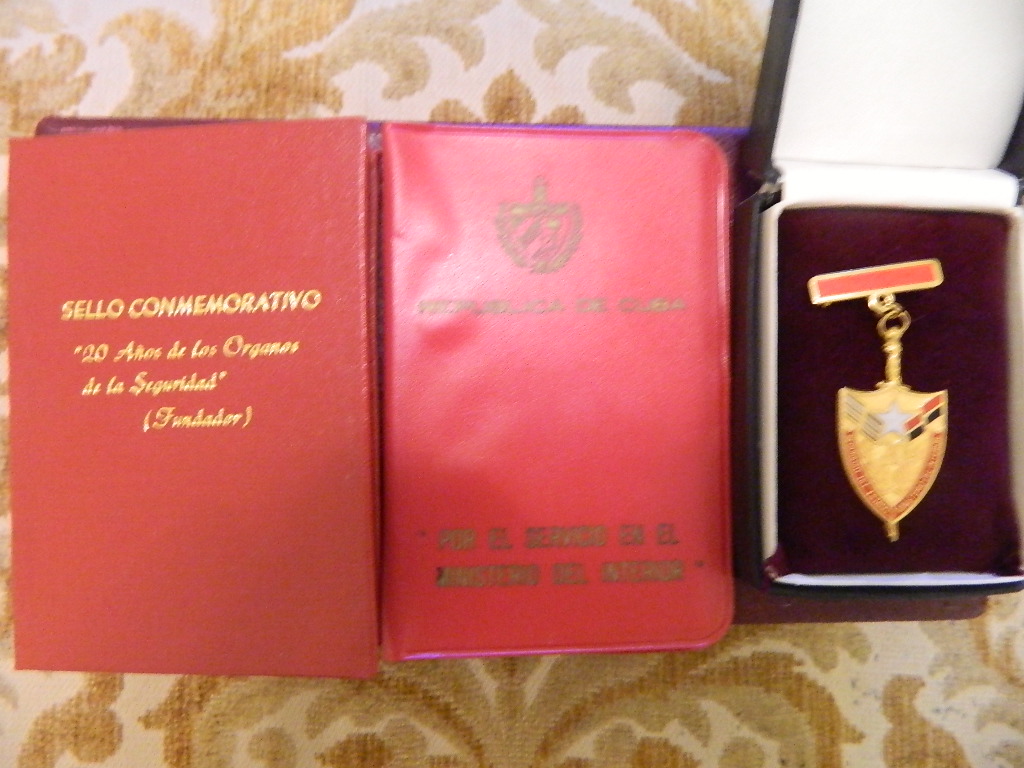 SELLO CONMEMORATIVO
"20 Años de los Organos
de la Seguridad"
(Fundador)
REPUBLICA DE CUBA
"POR EL SERVICIO EN EL
MINISTERIO DEL INTERIOR"